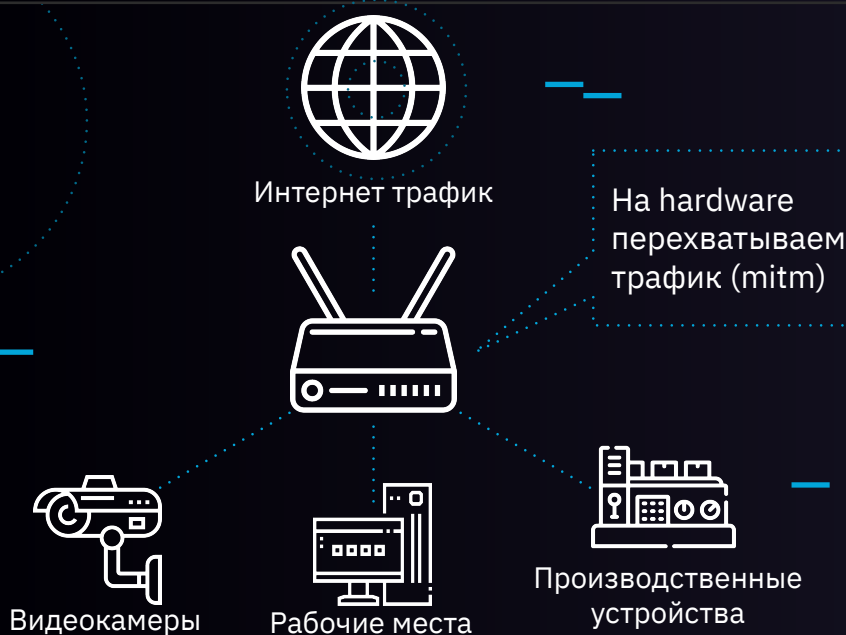 Интернет трафик
На hardware
перехватываем
трафик (mitm)
Производственные
устройства
Видеокамеры
Рабочие места